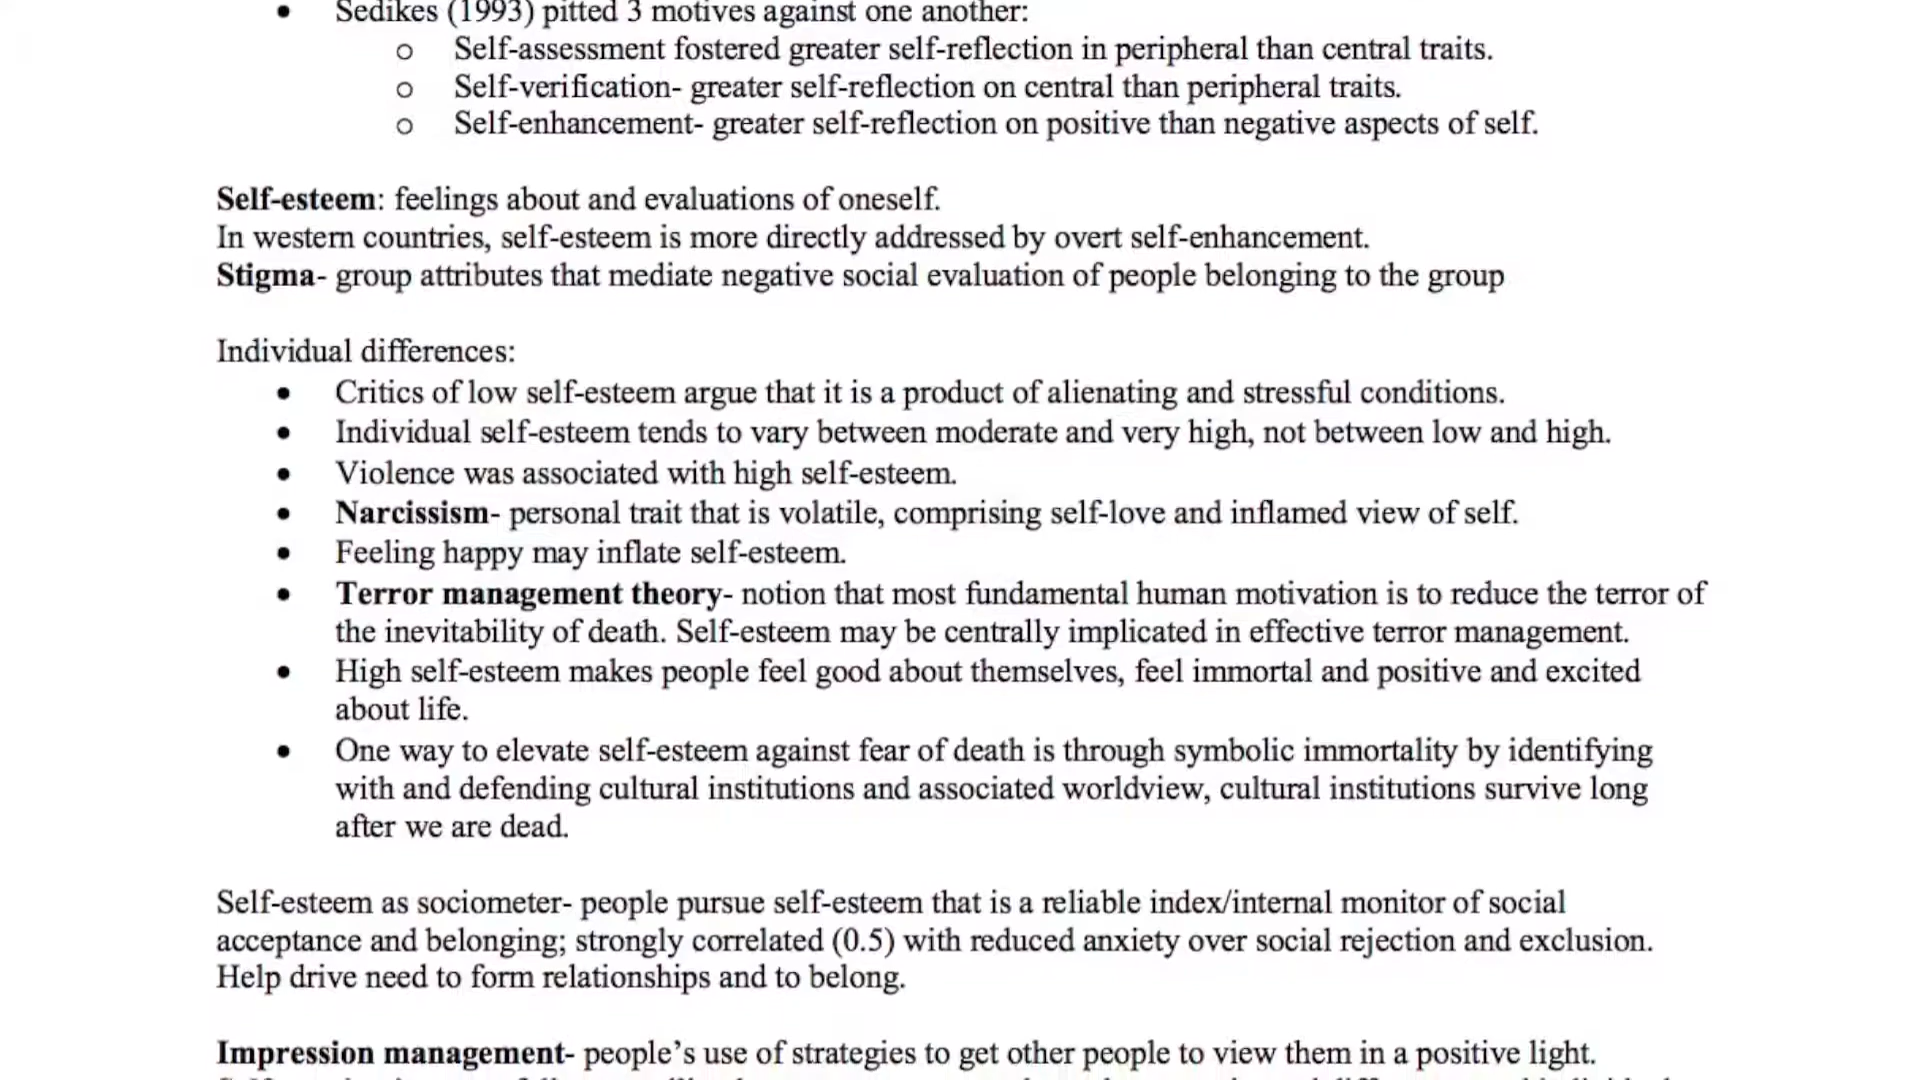 • Sedikes (1993) pitted 3 motives against one another:
o Self-assessment fostered greater self-reflection in peripheral than central traits.
o Self-verification- greater self-reflection on central than peripheral traits.
o Self-enhancement- greater self-reflection on positive than negative aspects of self.
Self-esteem: feelings about and evaluations of oneself.
In western countries, self-esteem is more directly addressed by overt self-enhancement.
Stigma- group attributes that mediate negative social evaluation of people belonging to the group
Individual differences:
• Critics of low self-esteem argue that it is a product of alienating and stressful conditions.
• Individual self-esteem tends to vary between moderate and very high, not between low and high.
• Violence was associated with high self-esteem.
• Narcissism- personal trait that is volatile, comprising self-love and inflamed view of self.
• Feeling happy may inflate self-esteem.
• Terror management theory- notion that most fundamental human motivation is to reduce the terror of
the inevitability of death. Self-esteem may be centrally implicated in effective terror management.
• High self-esteem makes people feel good about themselves, feel immortal and positive and excited
about life.
• One way to elevate self-esteem against fear of death is through symbolic immortality by identifying
with and defending cultural institutions and associated worldview, cultural institutions survive long
after we are dead.
Self-esteem as sociometer- people pursue self-esteem that is a reliable index/internal monitor of social
acceptance and belonging; strongly correlated (0.5) with reduced anxiety over social rejection and exclusion.
Help drive need to form relationships and to belong.
Impression management- people’s use of strategies to get other people to view them in a positive light.